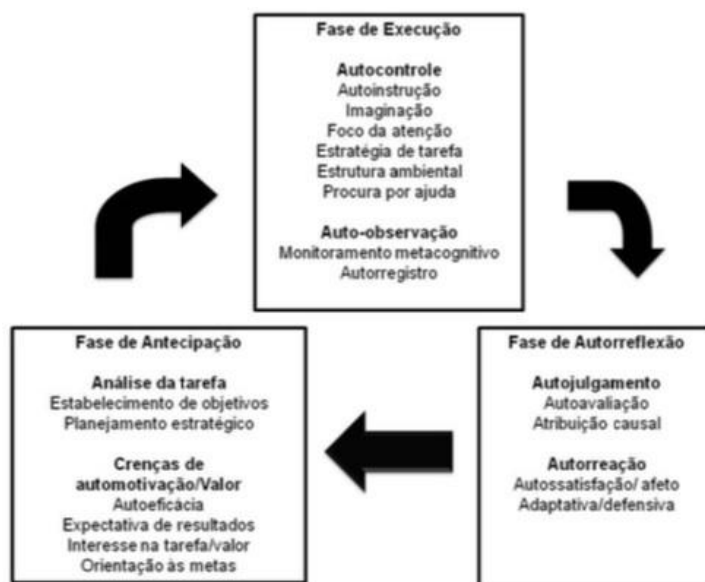 Fase de Execução
Autocontrole
Autoinstrução
Imaginação
Foco da atenção
Estratégia de tarefa
Estrutura ambiental
Procura por ajuda
Auto-observação
Monitoramento metacognitivo
Autorregistro
Fase de Antecipação
Análise da tarefa
Estabelecimento de objetivos
Planejamento estratégico
Crenças de
automotivação/Valor
Autoeficácia
Expectativa de resultados
Interesse na tarefa/valor
Orientação às metas
Fase de Autorreflexão
Autojulgamento
Autoavaliação
Atribuição causal
Autorreação
Autossatisfação/ afeto
Adaptativa/defensiva